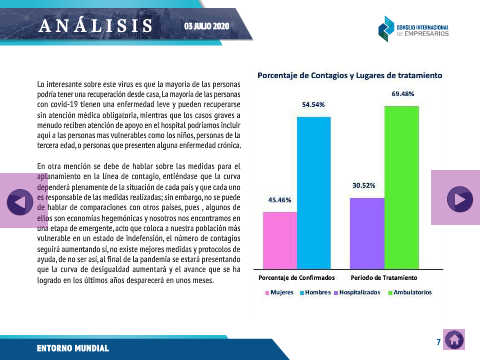 ANÁLISIS
03 JULIO 2020
CONSEJO INTERNACIONAL
DE EMPRESARIOS
Lo interesante sobre este virus es que la mayoría de las personas
podría tener una recuperación desde casa, La mayoría de las personas
con covid-19 tienen una enfermedad leve y pueden recuperarse
sin atención médica obligatoria, mientras que los casos graves a
menudo reciben atención de apoyo en el hospital podríamos incluir
aquí a las personas mas vulnerables como los niños, personas de la
tercera edad, o personas que presenten alguna enfermedad crónica.
En otra mención se debe de hablar sobre las medidas para el
aplanamiento en la línea de contagio, entiéndase que la curva
dependerá plenamente de la situación de cada país y que cada uno
es responsable de las medidas realizadas; sin embargo, no se puede
de hablar de comparaciones con otros países, pues , algunos de
ellos son economías hegemónicas y nosotros nos encontramos en
una etapa de emergente, acto que coloca a nuestra población más
vulnerable en un estado de indefensión, el número de contagios
seguirá aumentando si, no existe mejores medidas y protocolos de
ayuda, de no ser así, al final de la pandemia se estará presentando
que la curva de desigualdad aumentará y el avance que se ha
logrado en los últimos años desparecerá en unos meses.
Porcentaje de Contagios y Lugares de tratamiento
69.48%
54.54%
45.46%
30.52%
Porcentaje de Confirmados
Periodo de Tratamiento
Mujeres
Hombres
Hospitalizados
Ambulatorios
ENTORNO MUNDIAL
7